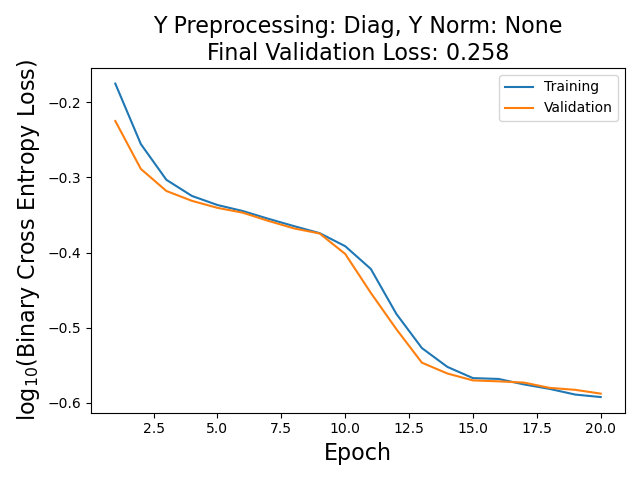 Y Preprocessing: Diag, Y Norm: None
Final Validation Loss: 0.258
Training
Validation
log₁₀(Binary Cross Entropy Loss)
−0.2
−0.3
−0.4
−0.5
−0.6
2.5 5.0 7.5 10.0 12.5 15.0 17.5 20.0
Epoch